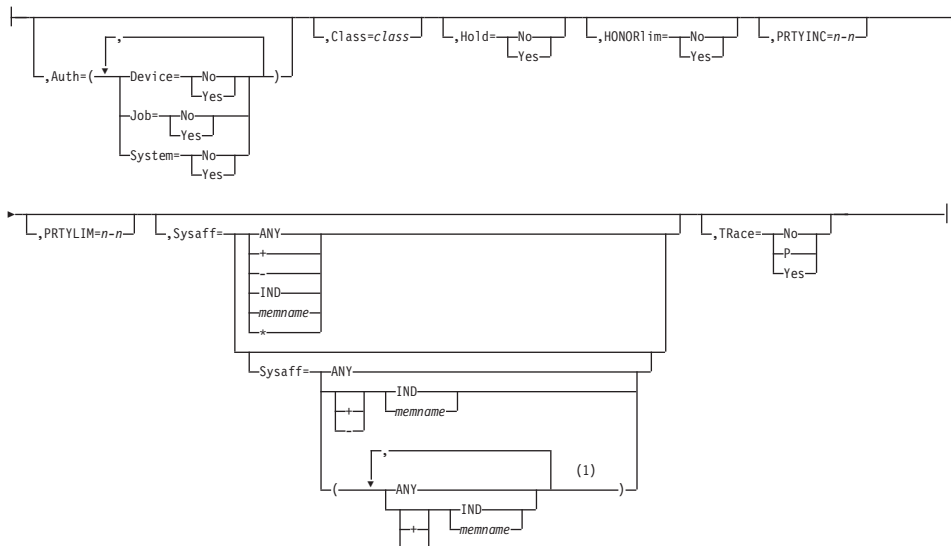 ,
,Auth=( Device= No ) ,Class=class ,Hold= No ,HONORlim= No ,PRTYINC=n-n
Yes Yes Yes
Job= No
Yes
System= No
Yes
,PRTYLIM=n-n ,Sysaff= ANY ,TRace= No
+ P
- Yes
IND
memname
*
Sysaff= ANY
IND
+ memname
-
,
(1)
( ANY )
IND
+ memname